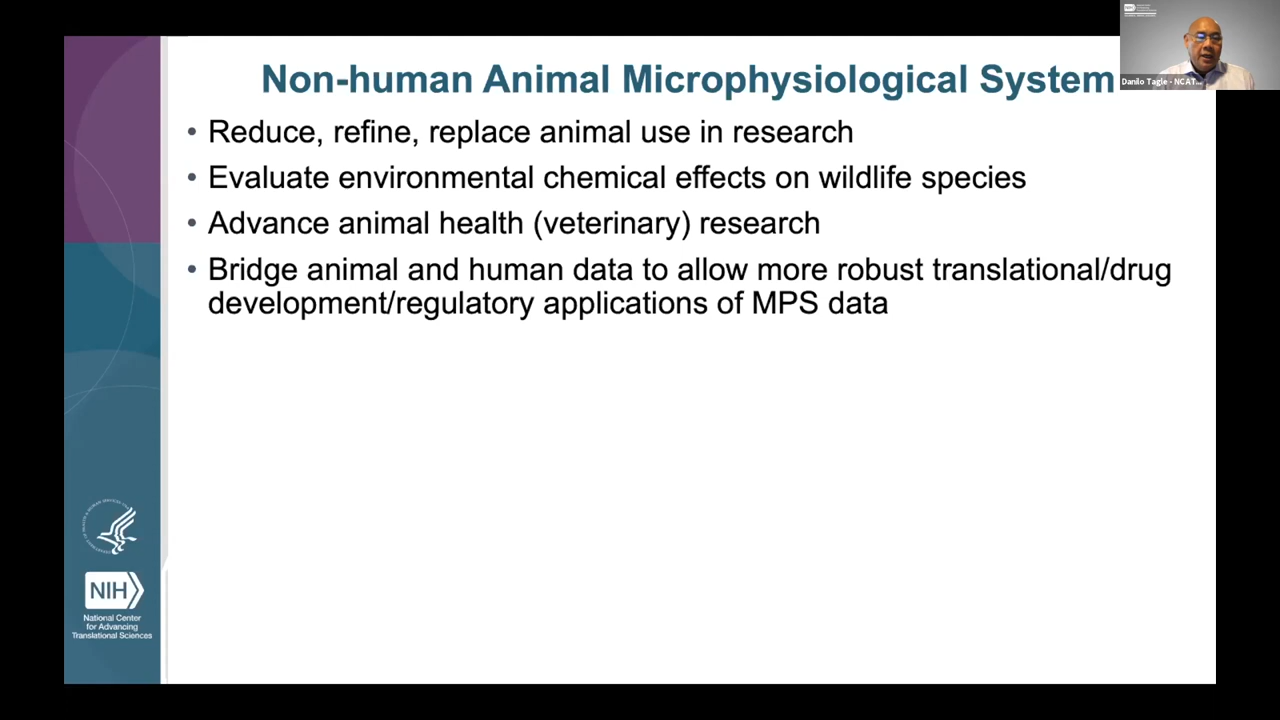 Non-human Animal Microphysiological System
• Reduce, refine, replace animal use in research
• Evaluate environmental chemical effects on wildlife species
• Advance animal health (veterinary) research
• Bridge animal and human data to allow more robust translational/drug
development/regulatory applications of MPS data
NIH
National Center
for Advancing
Translational Sciences
NIH
Danilo Tagle - NCAT...